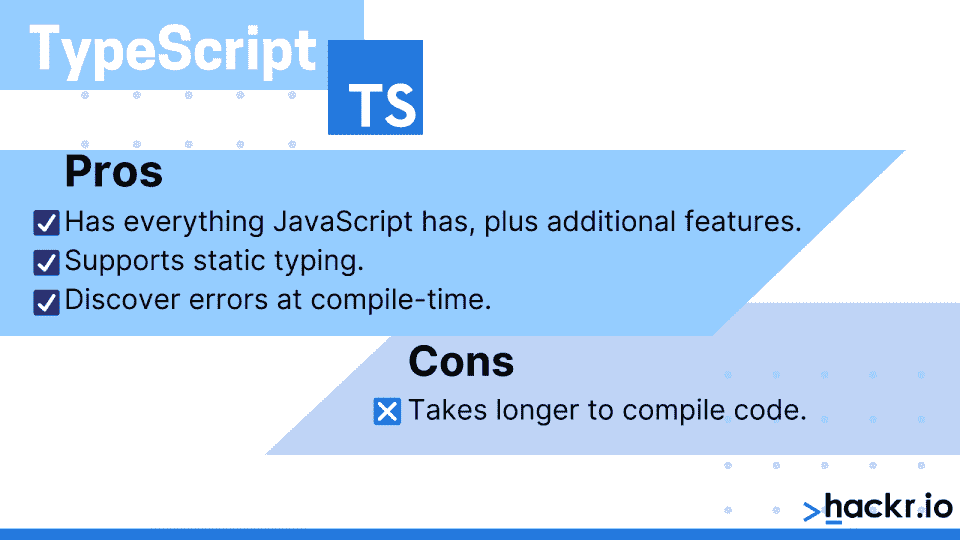 TypeScript
TS
Pros
Has everything JavaScript has, plus additional features.
Supports static typing.
Discover errors at compile-time.
Cons
Takes longer to compile code.
hackr.io